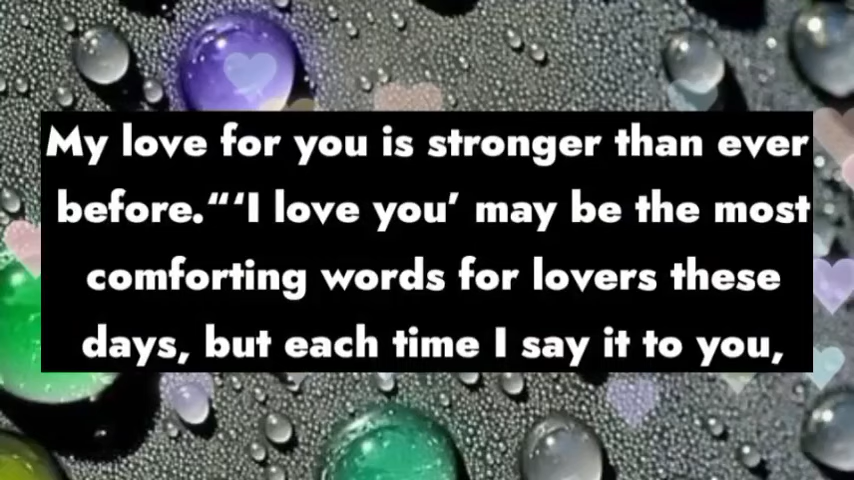 My love for you is stronger than ever
before.“‘I love you’ may be the most
comforting words for lovers these
days, but each time I say it to you,